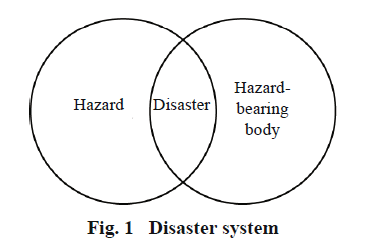 Hazard
Disaster
Hazard-
bearing
body
Fig. 1 Disaster system